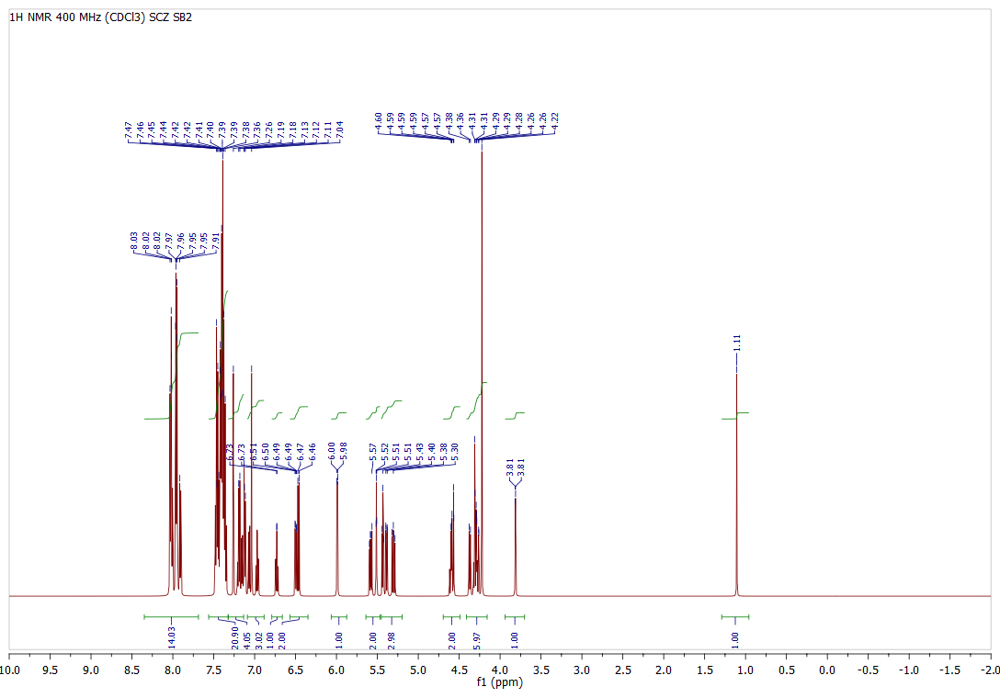 1H NMR 400 MHz (CDCl3) SCZ SB2
7.47 7.46 7.45 7.44 7.42 7.42 7.41 7.40 7.39 7.39 7.38 7.36 7.26 7.19 7.18 7.13 7.12 7.11 7.04
4.60 4.59 4.59 4.59 4.57 4.57 4.38 4.36 4.31 4.31 4.29 4.29 4.28 4.26 4.26 4.22
8.03 8.02 8.02 7.97 7.96 7.95 7.95 7.91
1.11
6.73 6.73 6.51 6.50 6.49 6.49 6.47 6.46 6.00 5.98 5.57 5.52 5.51 5.51 5.43 5.40 5.38 5.30
3.81 3.81
14.03 20.90 4.05 3.02 1.00 2.00 1.00 2.00 2.98 2.00 5.97 1.00 1.00
10.0 9.5 9.0 8.5 8.0 7.5 7.0 6.5 6.0 5.5 5.0 4.5 4.0 3.5 3.0 2.5 2.0 1.5 1.0 0.5 0.0 -0.5 -1.0 -1.5 -2.0
f1 (ppm)